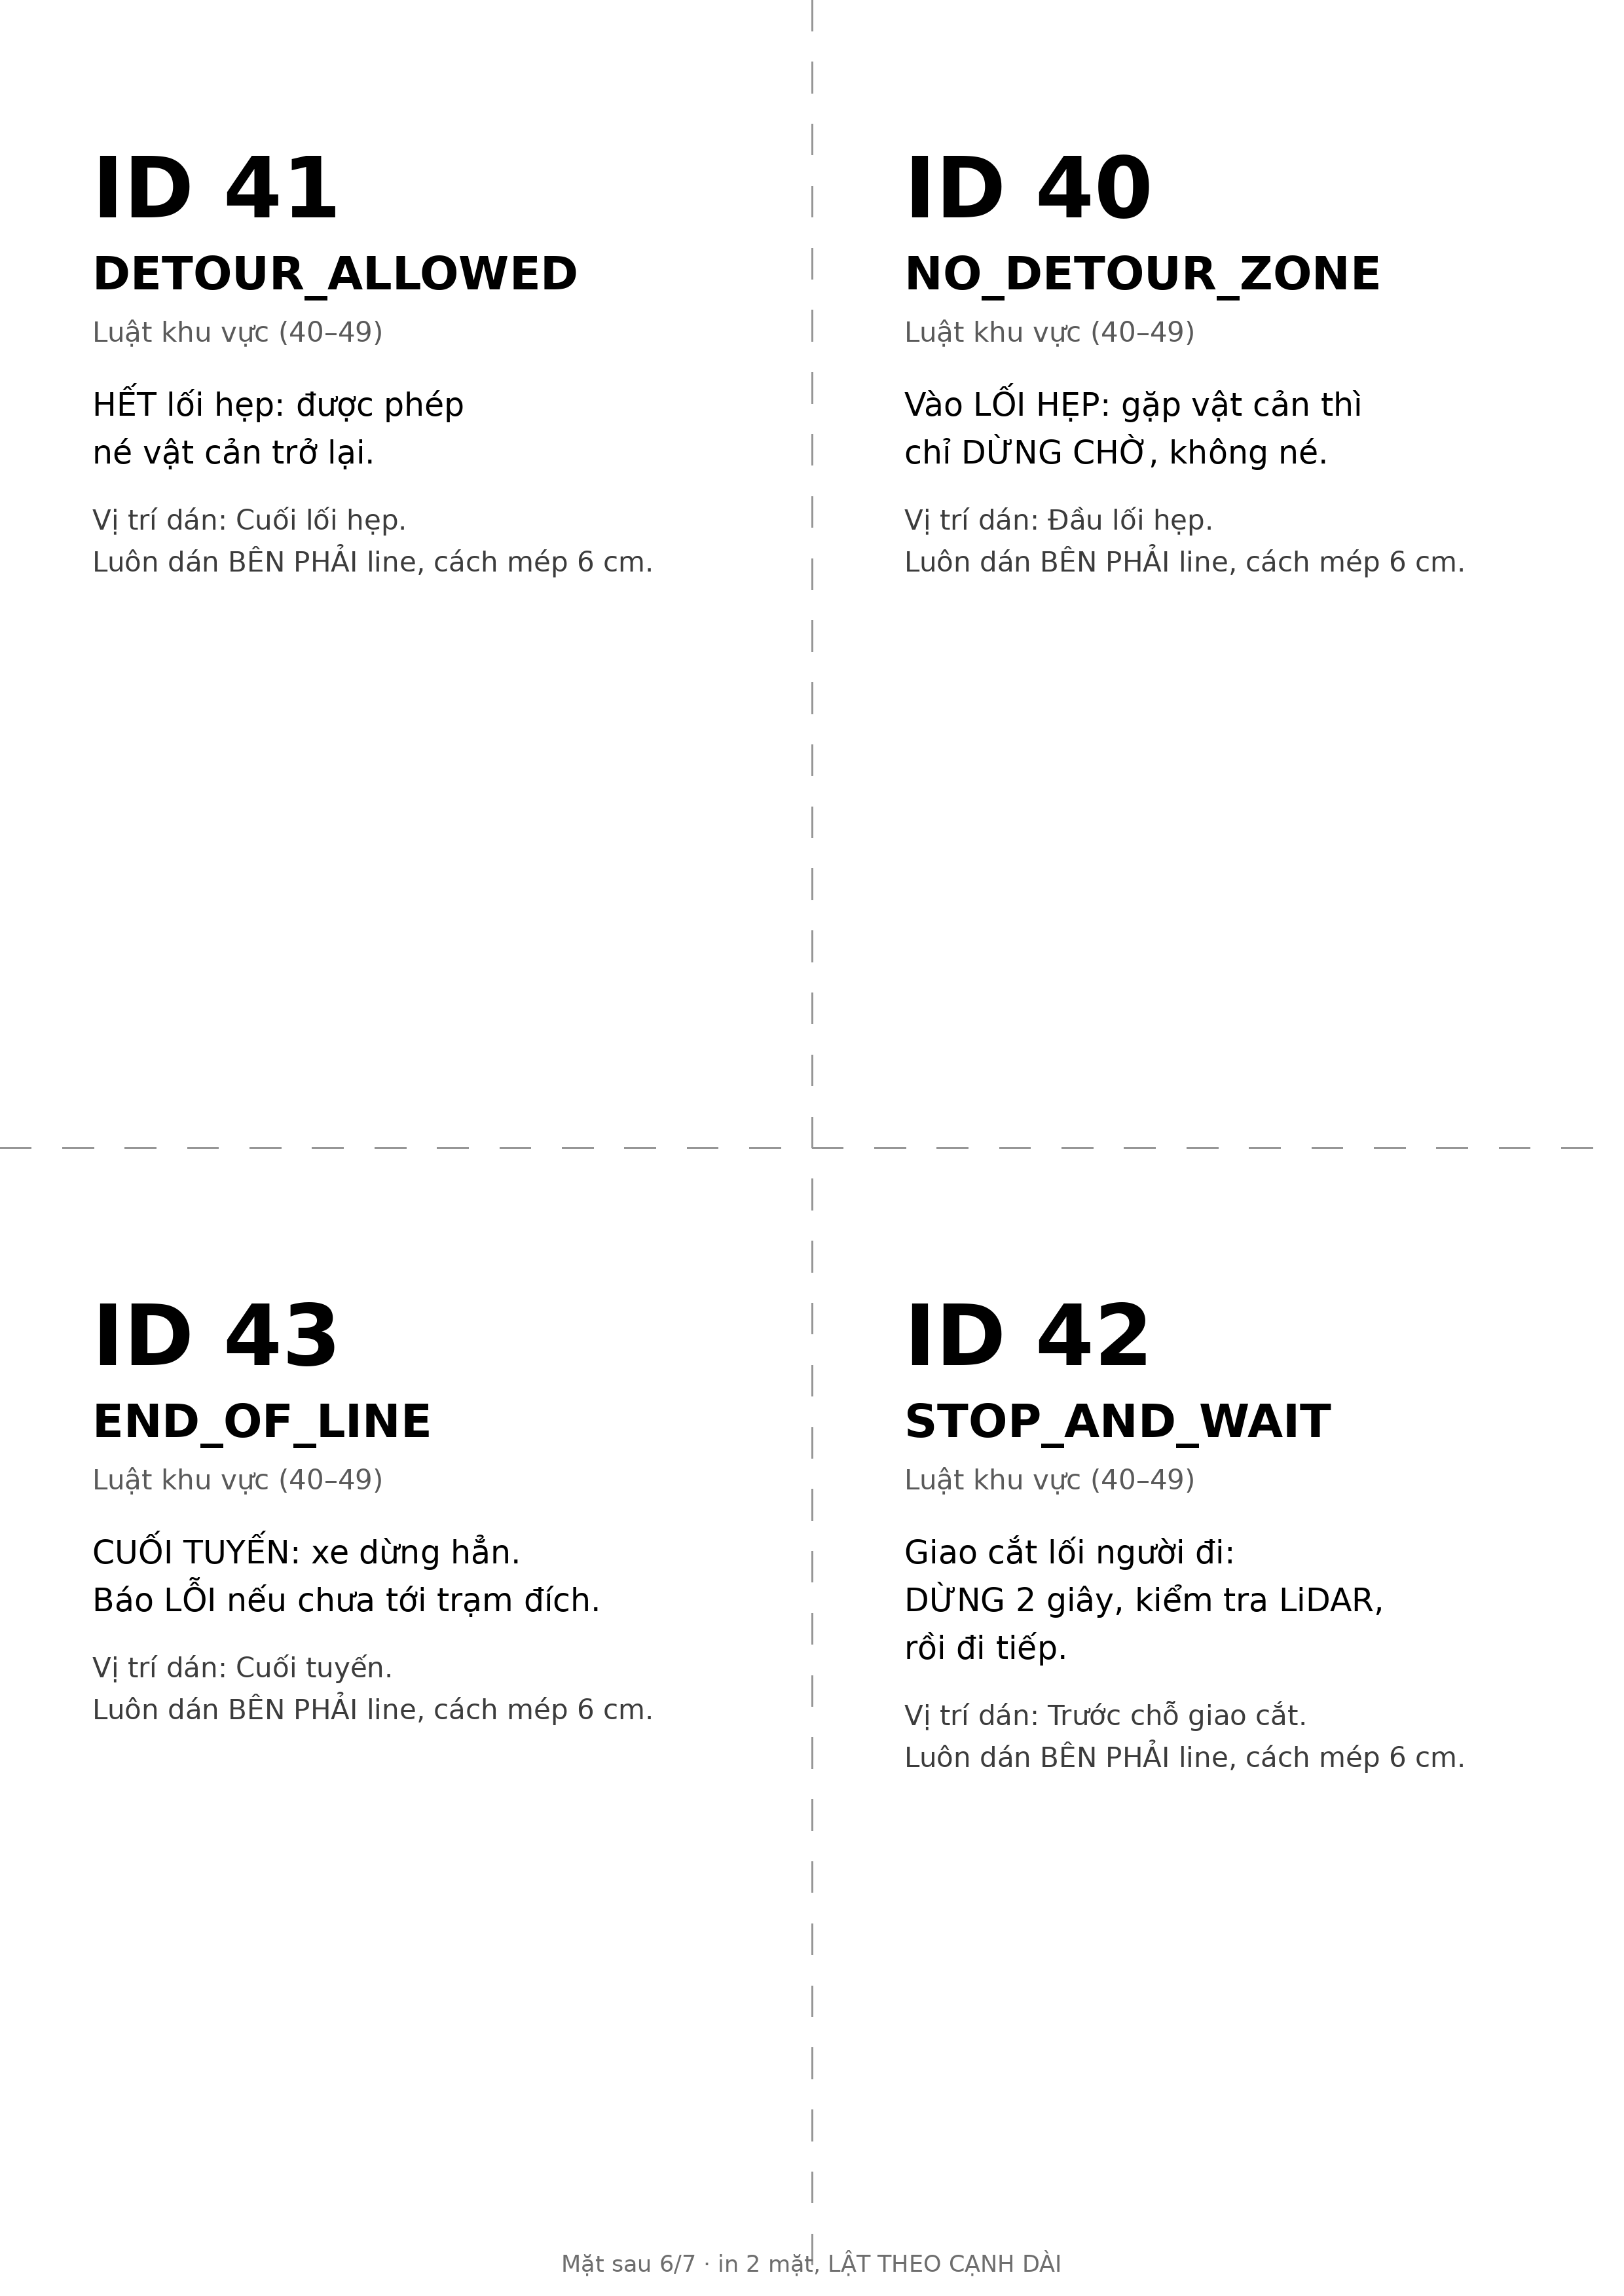 ID 41
DETOUR_ALLOWED
Luật khu vực (40–49)
HẾT lối hẹp: được phép
né vật cản trở lại.
Vị trí dán: Cuối lối hẹp.
Luôn dán BÊN PHẢI line, cách mép 6 cm.
ID 40
NO_DETOUR_ZONE
Luật khu vực (40–49)
Vào LỐI HẸP: gặp vật cản thì
chỉ DỪNG CHỜ, không né.
Vị trí dán: Đầu lối hẹp.
Luôn dán BÊN PHẢI line, cách mép 6 cm.
ID 43
END_OF_LINE
Luật khu vực (40–49)
CUỐI TUYẾN: xe dừng hẳn.
Báo LỖI nếu chưa tới trạm đích.
Vị trí dán: Cuối tuyến.
Luôn dán BÊN PHẢI line, cách mép 6 cm.
ID 42
STOP_AND_WAIT
Luật khu vực (40–49)
Giao cắt lối người đi:
DỪNG 2 giây, kiểm tra LiDAR,
rồi đi tiếp.
Vị trí dán: Trước chỗ giao cắt.
Luôn dán BÊN PHẢI line, cách mép 6 cm.
Mặt sau 6/7 · in 2 mặt, LẬT THEO CẠNH DÀI